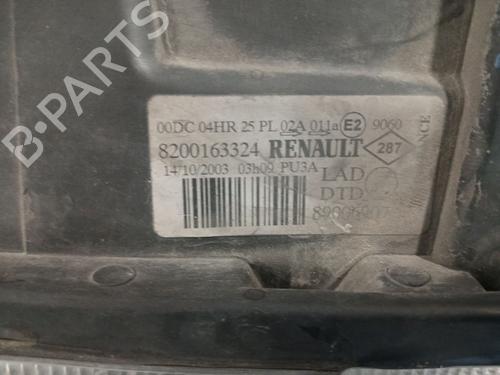 00DC 04HR 25 PL 02A 011a E2 9060
8200163324 RENAULT 287
14/10/2003 03h09 PU3A
LAD
DTD
B-PARTS